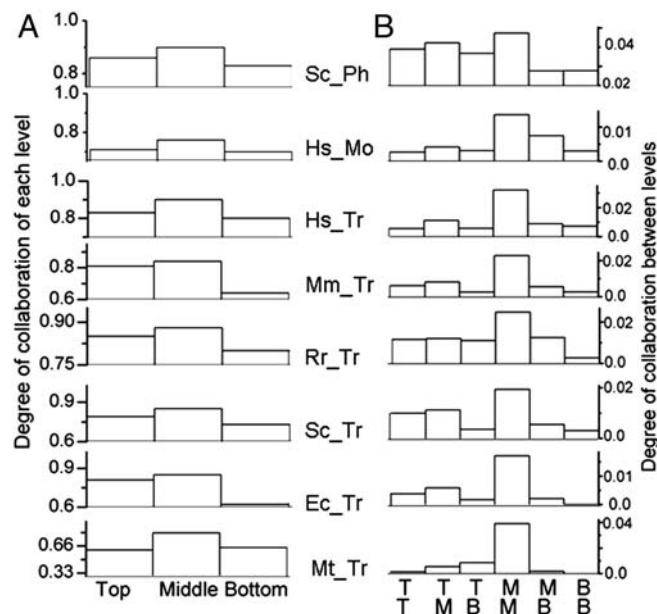 A
B
Degree of collaboration of each level
Degree of collaboration between levels
1.0
0.8
Sc_Ph
0.04
0.02
1.0
0.8
Hs_Mo
0.01
0.0
1.0
0.8
Hs_Tr
0.02
0.0
0.8
0.6
Mm_Tr
0.02
0.0
0.90
0.75
Rr_Tr
0.02
0.0
0.9
0.6
Sc_Tr
0.02
0.0
0.9
0.6
Ec_Tr
0.01
0.0
0.66
0.33
Mt_Tr
0.04
0.0
Top Middle Bottom
T T T M M B
T M B M B B